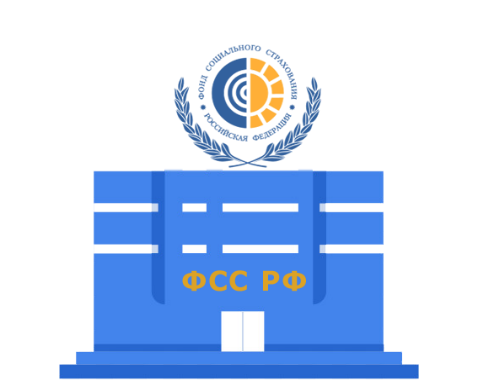 ФОНД СОЦИАЛЬНОГО СТРАХОВАНИЯ
РОССИЙСКАЯ ФЕДЕРАЦИЯ
ФСС РФ